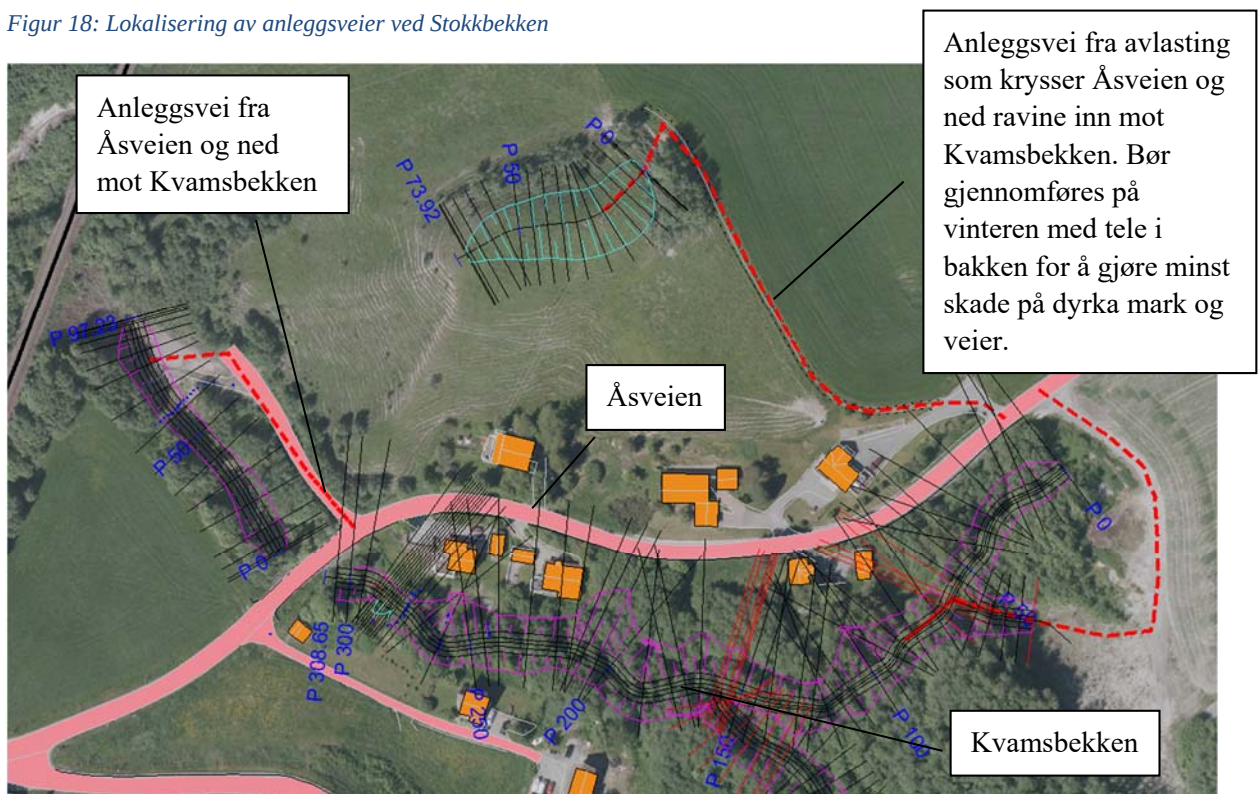 Figur 18: Lokalisering av anleggsveier ved Stokkbekken
Anleggsvei fra
Åsveien og ned
mot Kvamsbekken
Anleggsvei fra avlasting
som krysser Åsveien og
ned ravine inn mot
Kvamsbekken. Bør
gjennomføres på
vinteren med tele i
bakken for å gjøre minst
skade på dyrka mark og
veier.
P 0
P 50
P 73.92
P 97.23
P 50
P 0
Åsveien
P 0
P 308.65
P 300
P 250
P 200
P 150
P 100
Kvamsbekken